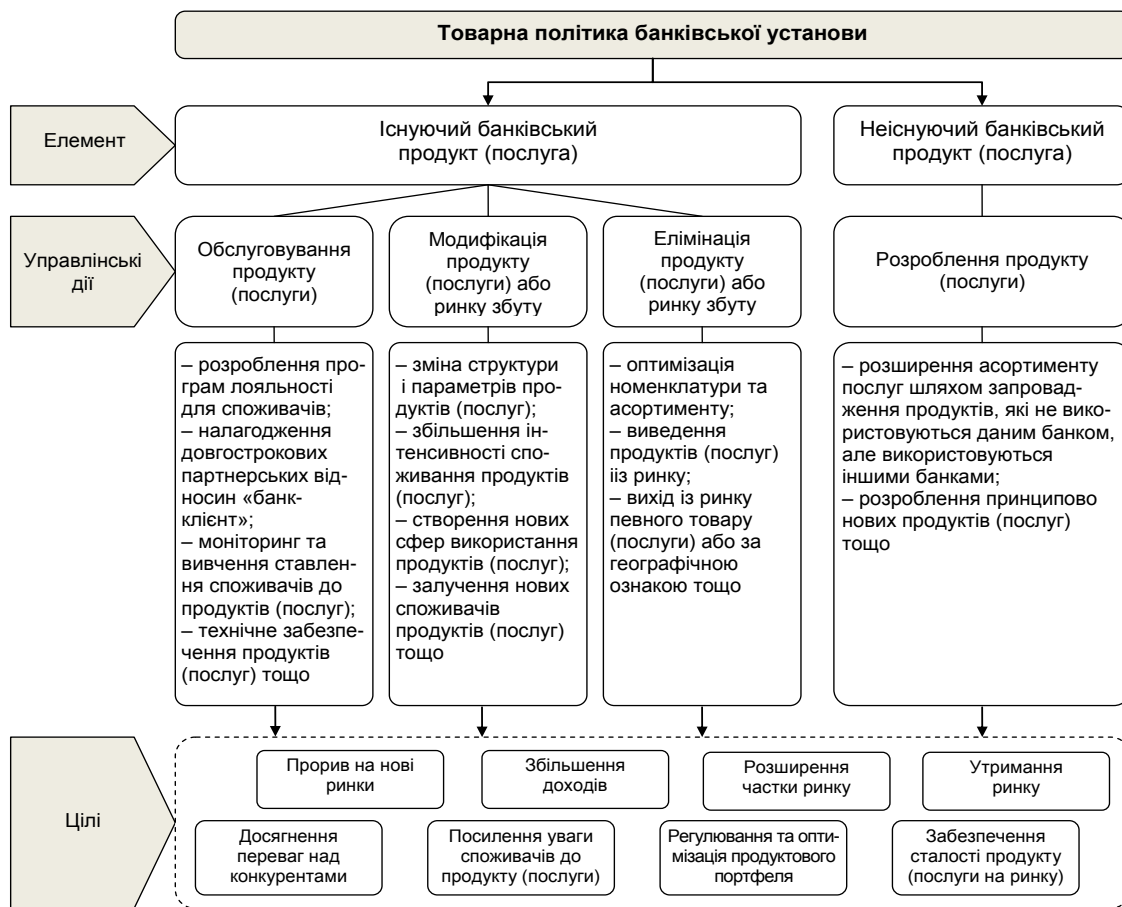 Товарна політика банківської установи
Елемент
Існуючий банківський
продукт (послуга)
Неіснуючий банківський
продукт (послуга)
Управлінські
дії
Обслуговування
продукту
(послуги)
Модифікація
продукту
(послуги) або
ринку збуту
Елімінація
продукту
(послуги) або
ринку збуту
Розроблення продукту
(послуги)
– розроблення про-
грам лояльності
для споживачів;
– налагодження
довгострокових
партнерських від-
носин «банк-
клієнт»;
– моніторинг та
вивчення ставлен-
ня споживачів до
продуктів (послуг);
– технічне забезпе-
чення продуктів
(послуг) тощо
– зміна структури
і параметрів про-
дуктів (послуг);
– збільшення ін-
тенсивності спо-
живання продуктів
(послуг);
– створення нових
сфер використання
продуктів (послуг);
– залучення нових
споживачів
продуктів (послуг)
тощо
– оптимізація
номенклатури та
асортименту;
– виведення
продуктів (послуг)
ііз ринку;
– вихід із ринку
певного товару
(послуги) або за
географічною
ознакою тощо
– розширення асортименту
послуг шляхом запровад-
ження продуктів, які не вико-
ристовуються даним банком,
але використовуються
іншими банками;
– розроблення принципово
нових продуктів (послуг)
тощо
Цілі
Прорив на нові
ринки
Збільшення
доходів
Розширення
частки ринку
Утримання
ринку
Досягнення
переваг над
конкурентами
Посилення уваги
споживачів до
продукту (послуги)
Регулювання та опти-
мізація продуктового
портфеля
Забезпечення
сталості продукту
(послуги на ринку)